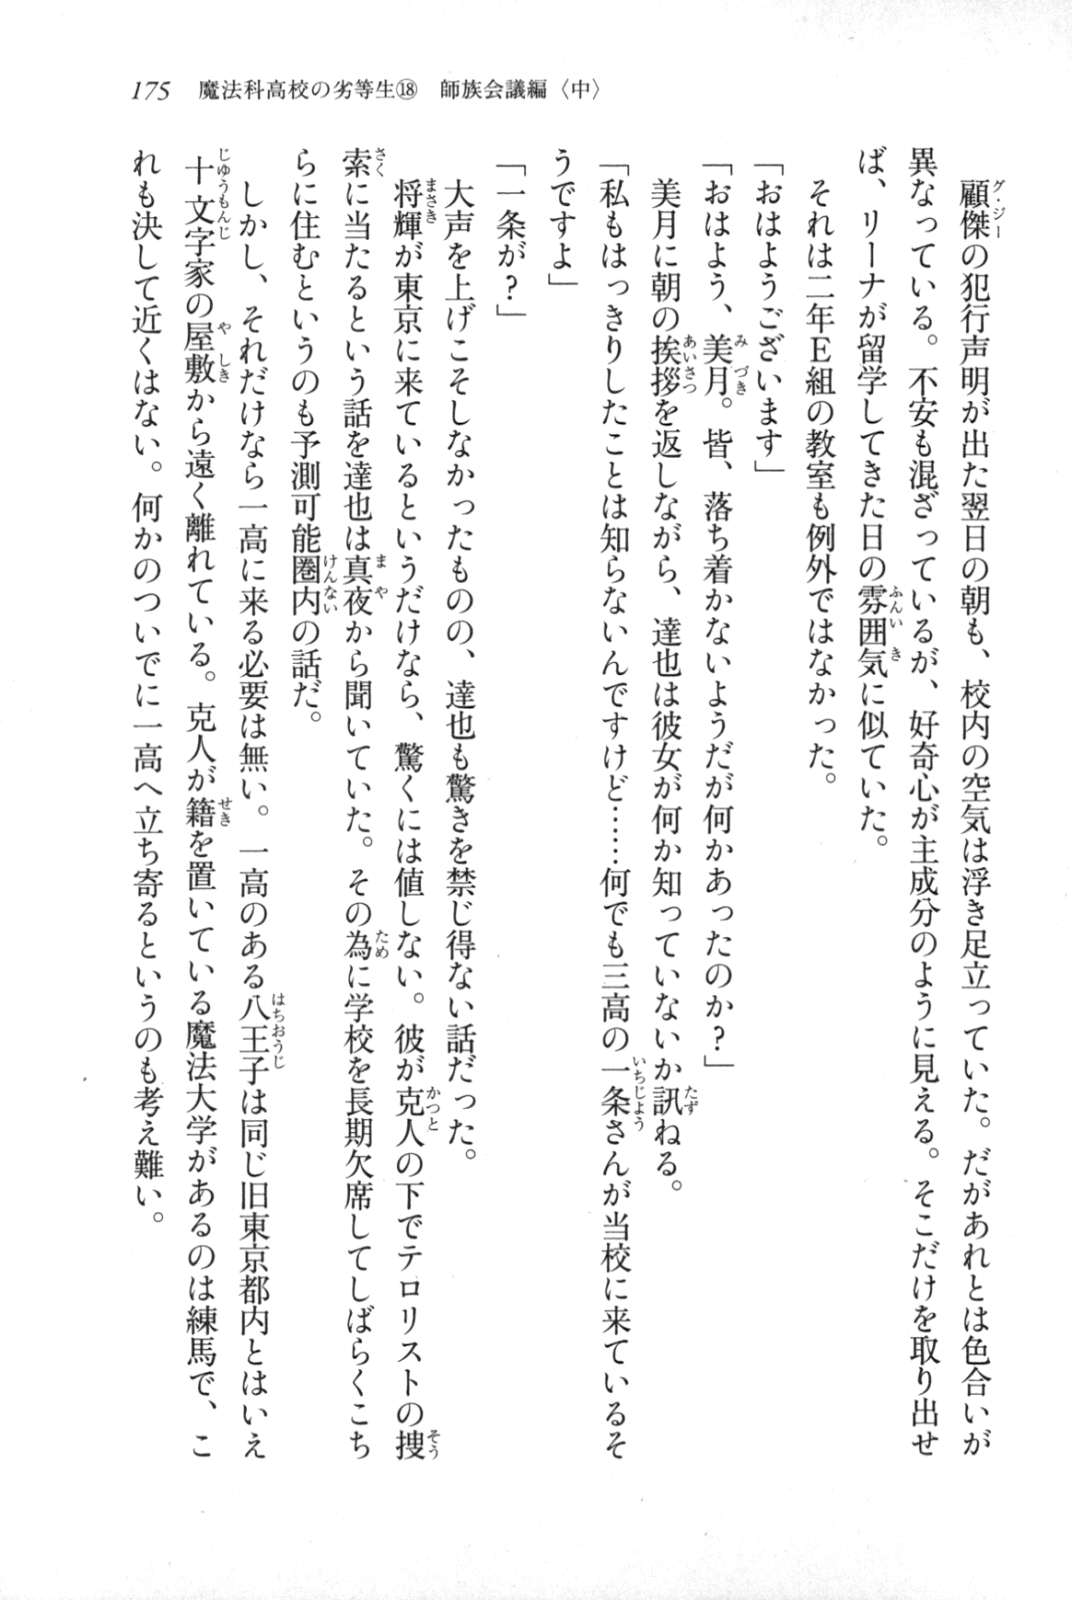 175　魔法科高校の劣等生⑱　師族会議編〈中〉
　顧傑の犯行声明が出た翌日の朝も、校内の空気は浮き足立っていた。だがあれとは色合いが
異なっている。不安も混ざっているが、好奇心が主成分のように見える。そこだけを取り出せ
ば、リーナが留学してきた日の雰囲気に似ていた。
　それは二年Ｅ組の教室も例外ではなかった。
「おはようございます」
「おはよう、美月。皆、落ち着かないようだが何かあったのか？」
　美月に朝の挨拶を返しながら、達也は彼女が何か知っていないか訊ねる。
「私もはっきりしたことは知らないんですけど……何でも三高の一条さんが当校に来ているそ
うですよ」
「一条が？」
　大声を上げこそしなかったものの、達也も驚きを禁じ得ない話だった。
　将輝が東京に来ているというだけなら、驚くには値しない。彼が克人の下でテロリストの捜
索に当たるという話を達也は真夜から聞いていた。その為に学校を長期欠席してしばらくこち
らに住むというのも予測可能圏内の話だ。
　しかし、それだけなら一高に来る必要は無い。一高のある八王子は同じ旧東京都内とはいえ
十文字家の屋敷から遠く離れている。克人が籍を置いている魔法大学があるのは練馬で、こ
れも決して近くはない。何かのついでに一高へ立ち寄るというのも考え難い。